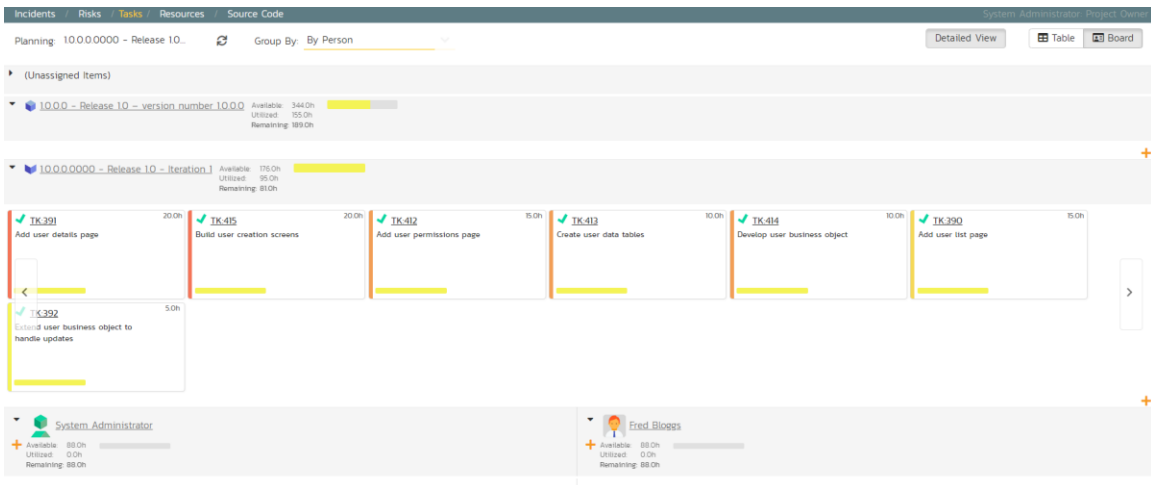 Incidents / Risks / Tasks / Resources / Source Code
System Administrator: Project Owner
Planning: 1.0.0.0.0000 - Release 1.0...
Group By: By Person
Detailed View
Table
Board
(Unassigned Items)
1.0.0.0 - Release 1.0 - version number 1.0.0.0
Available: 344.0h
Utilized: 155.0h
Remaining: 189.0h
1.0.0.0.0000 - Release 1.0 - Iteration 1
Available: 176.0h
Utilized: 95.0h
Remaining: 81.0h
TK:391 20.0h
Add user details page
TK:415 20.0h
Build user creation screens
TK:412 15.0h
Add user permissions page
TK:413 10.0h
Create user data tables
TK:414 10.0h
Develop user business object
TK:390 15.0h
Add user list page
TK:392 5.0h
Extend user business object to
handle updates
System Administrator
Available: 88.0h
Utilized: 0.0h
Remaining: 88.0h
Fred Bloggs
Available: 88.0h
Utilized: 0.0h
Remaining: 88.0h